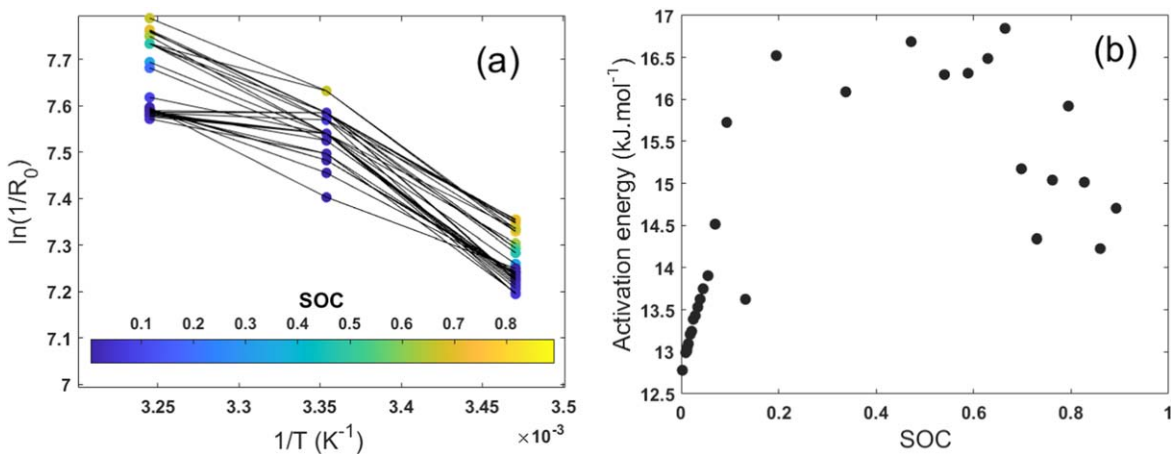 (a)
ln(1/R₀)
7.7
7.6
7.5
7.4
7.3
7.2
7.1
7
SOC
0.1 0.2 0.3 0.4 0.5 0.6 0.7 0.8
3.25 3.3 3.35 3.4 3.45 3.5
1/T (K⁻¹)
×10⁻³
(b)
Activation energy (kJ.mol⁻¹)
17
16.5
16
15.5
15
14.5
14
13.5
13
12.5
0 0.2 0.4 0.6 0.8 1
SOC